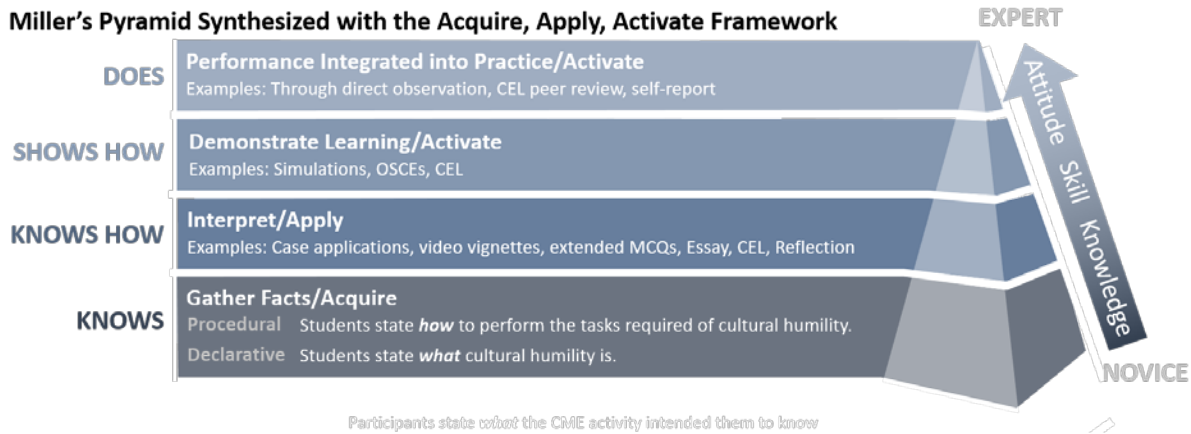 Miller's Pyramid Synthesized with the Acquire, Apply, Activate Framework
EXPERT
DOES
Performance Integrated into Practice/Activate
Examples: Through direct observation, CEL peer review, self-report
SHOWS HOW
Demonstrate Learning/Activate
Examples: Simulations, OSCEs, CEL
KNOWS HOW
Interpret/Apply
Examples: Case applications, video vignettes, extended MCQs, Essay, CEL, Reflection
KNOWS
Gather Facts/Acquire
Procedural Students state how to perform the tasks required of cultural humility.
Declarative Students state what cultural humility is.
Attitude Skill Knowledge
NOVICE
Participants state what the CME activity intended them to know